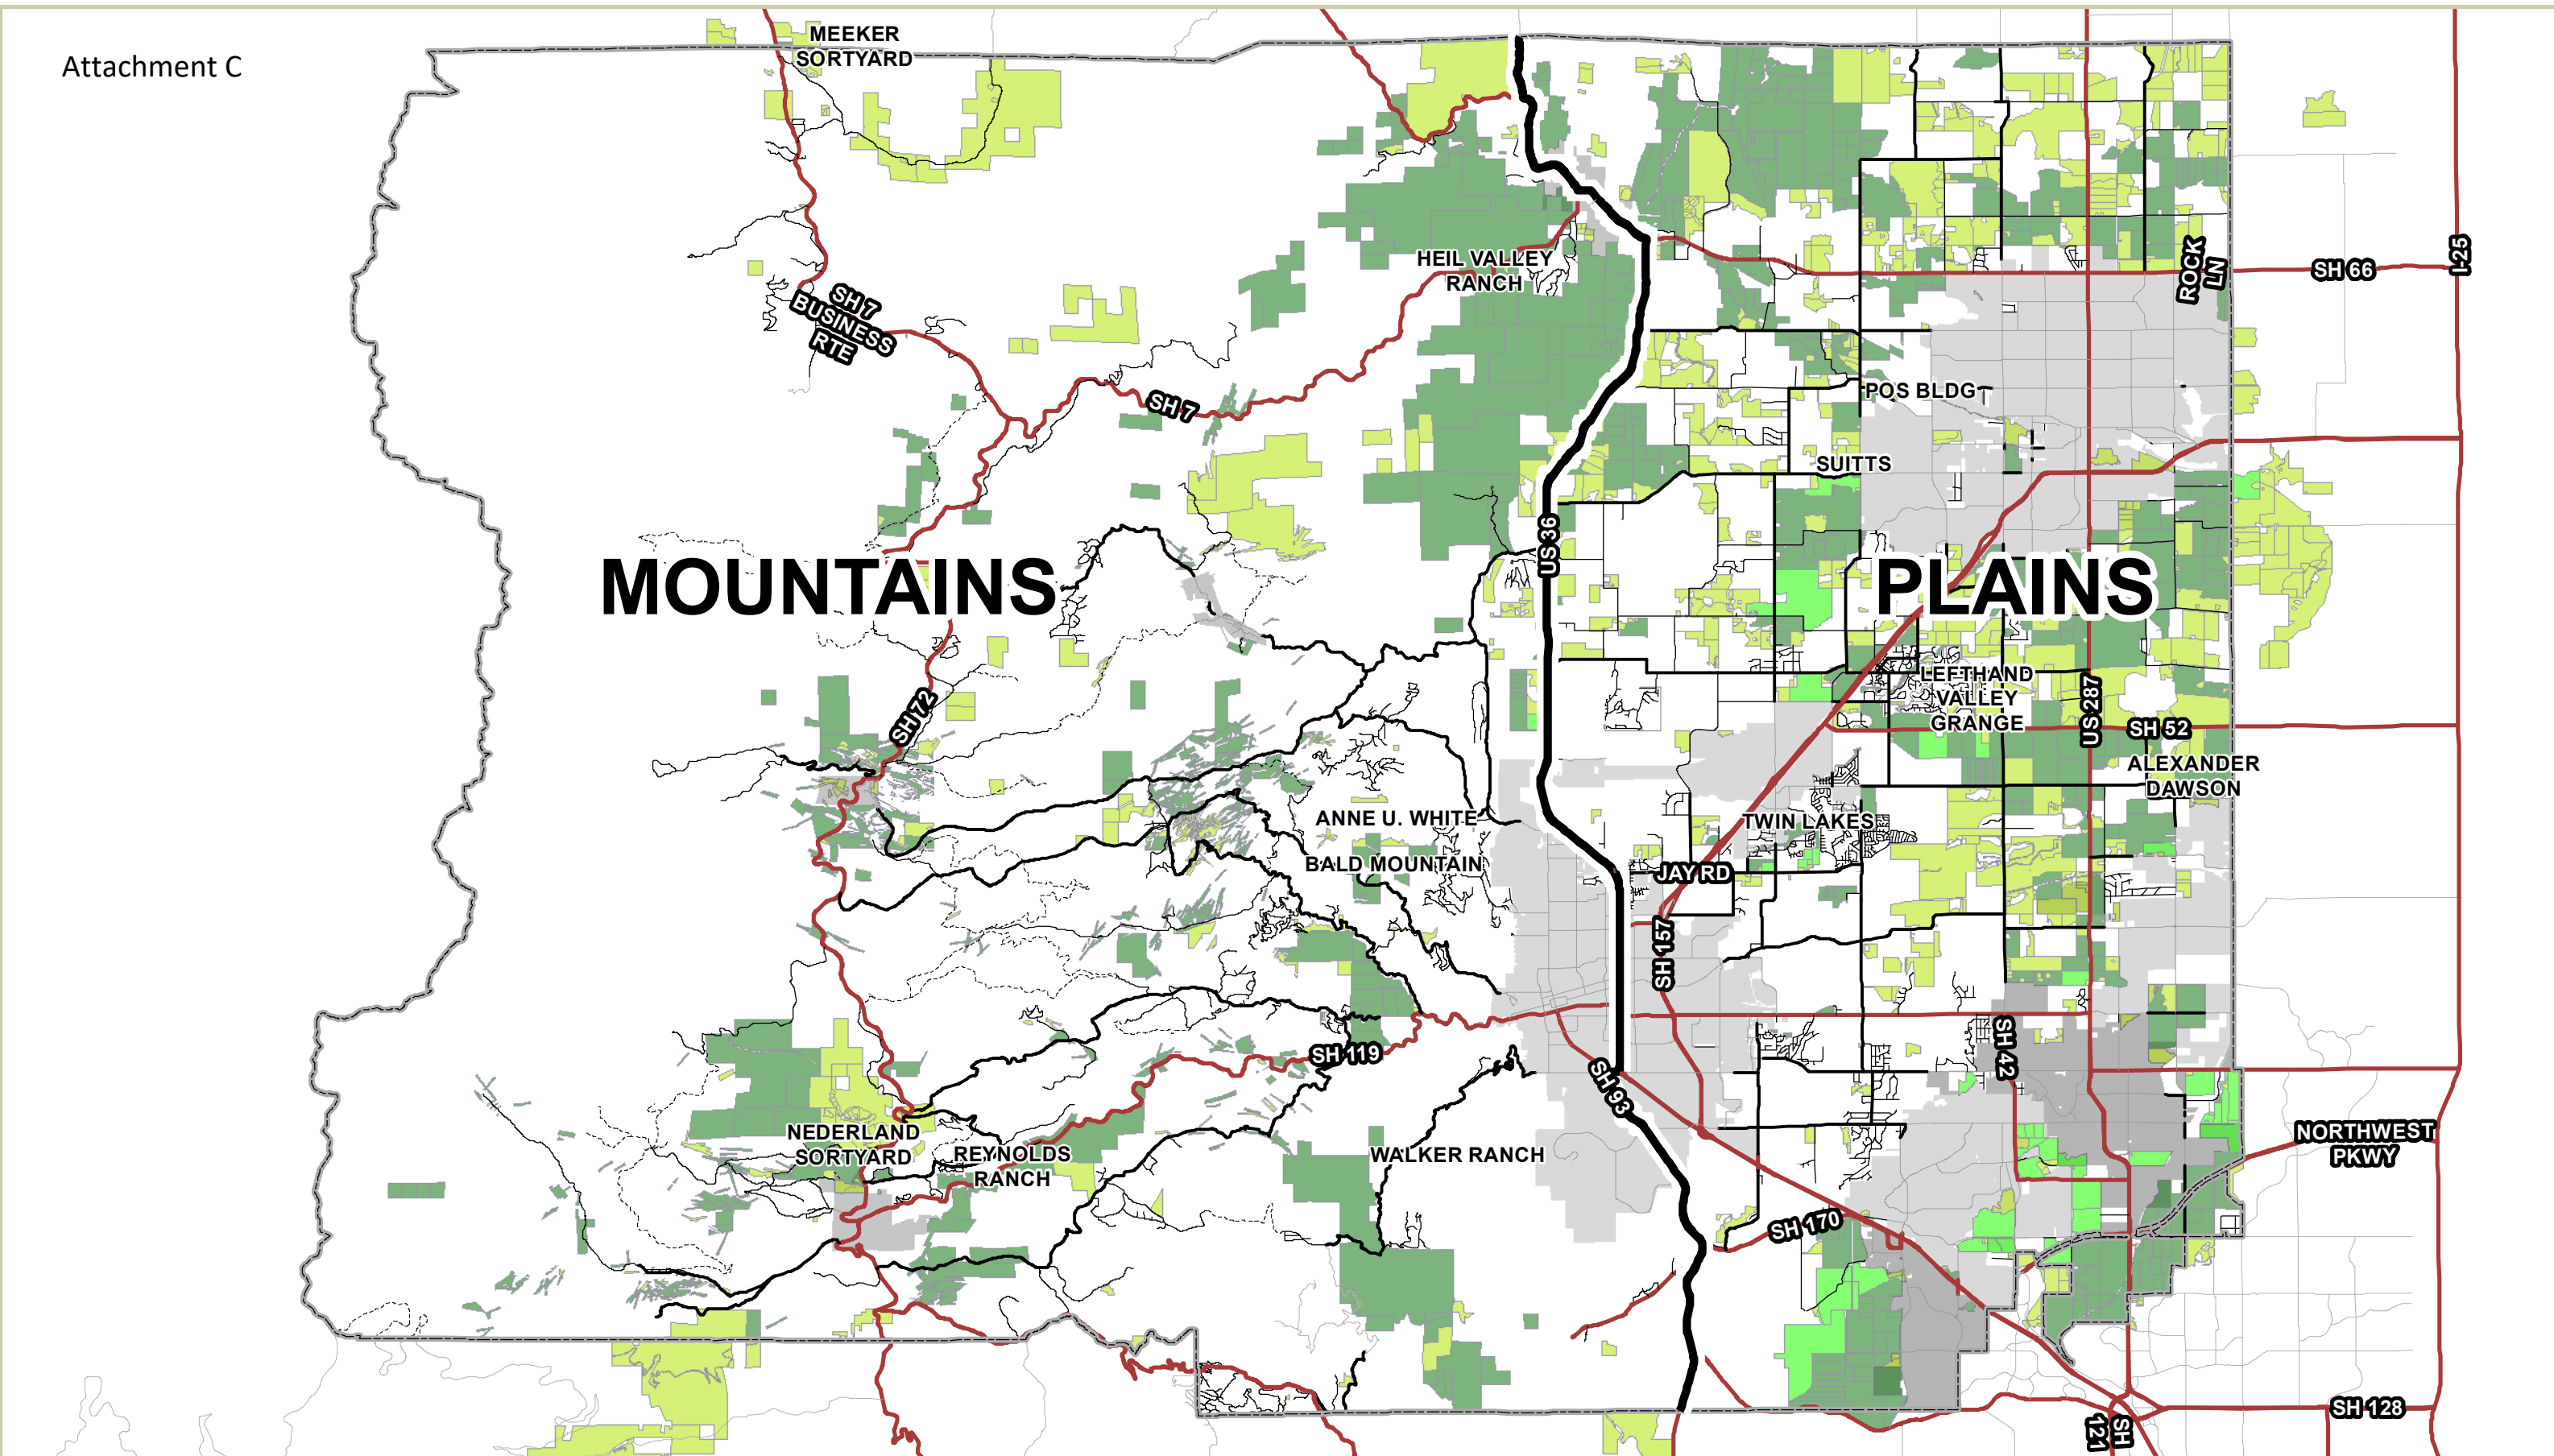 Attachment C
MEEKER
SORTYARD
HEIL VALLEY
RANCH
ROCK
LN
SH 66
I-25
SH 7
BUSINESS
RTE
SH 7
POS BLDG
SUITTS
US 36
MOUNTAINS
PLAINS
LEFTHAND
VALLEY
GRANGE
SH 72
US 287
SH 52
ALEXANDER
DAWSON
ANNE U. WHITE
TWIN LAKES
BALD MOUNTAIN
JAY RD
SH 157
SH 119
SH 42
SH 93
NEDERLAND
SORTYARD
REYNOLDS
RANCH
WALKER RANCH
NORTHWEST
PKWY
SH 170
SH 128
SH
121